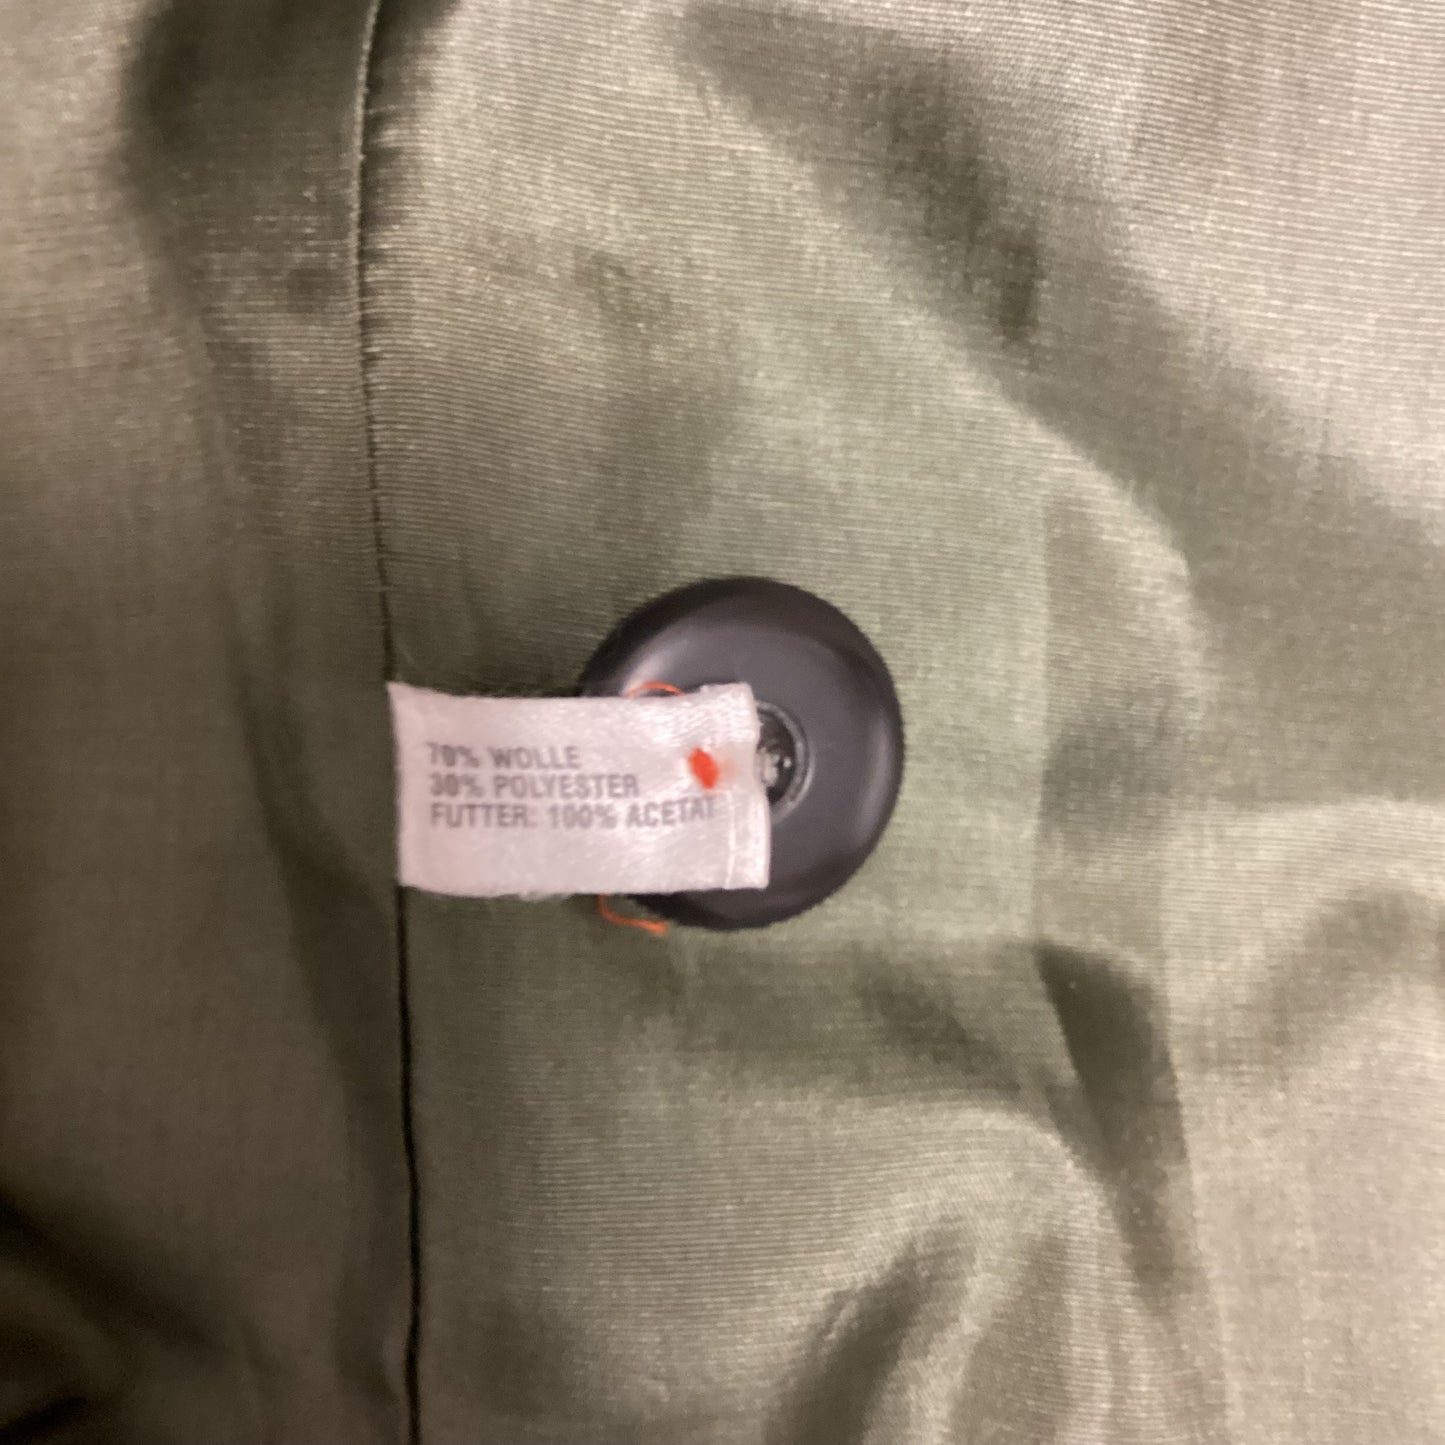 70% WOLLE
30% POLYESTER
FUTTER: 100% ACETAT